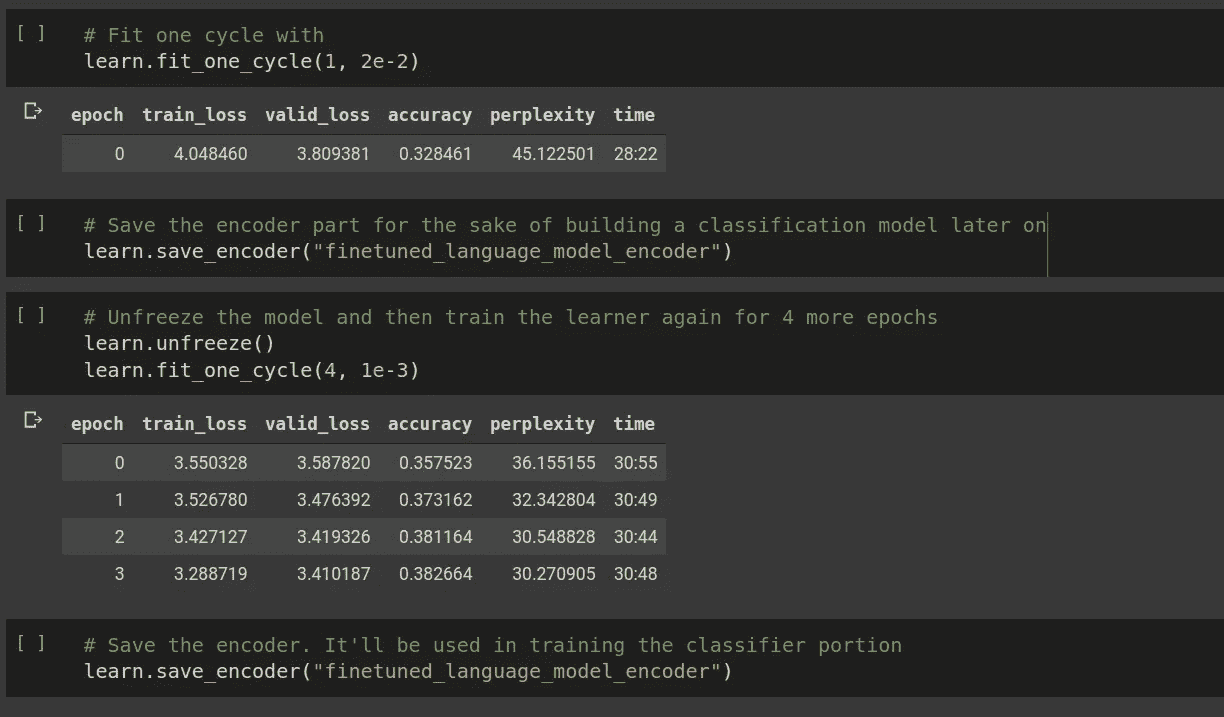 [ ] # Fit one cycle with
learn.fit_one_cycle(1, 2e-2)
epoch train_loss valid_loss accuracy perplexity time
0 4.048460 3.809381 0.328461 45.122501 28:22
[ ] # Save the encoder part for the sake of building a classification model later on
learn.save_encoder("finetuned_language_model_encoder")
[ ] # Unfreeze the model and then train the learner again for 4 more epochs
learn.unfreeze()
learn.fit_one_cycle(4, 1e-3)
epoch train_loss valid_loss accuracy perplexity time
0 3.550328 3.587820 0.357523 36.155155 30:55
1 3.526780 3.476392 0.373162 32.342804 30:49
2 3.427127 3.419326 0.381164 30.548828 30:44
3 3.288719 3.410187 0.382664 30.270905 30:48
[ ] # Save the encoder. It'll be used in training the classifier portion
learn.save_encoder("finetuned_language_model_encoder")